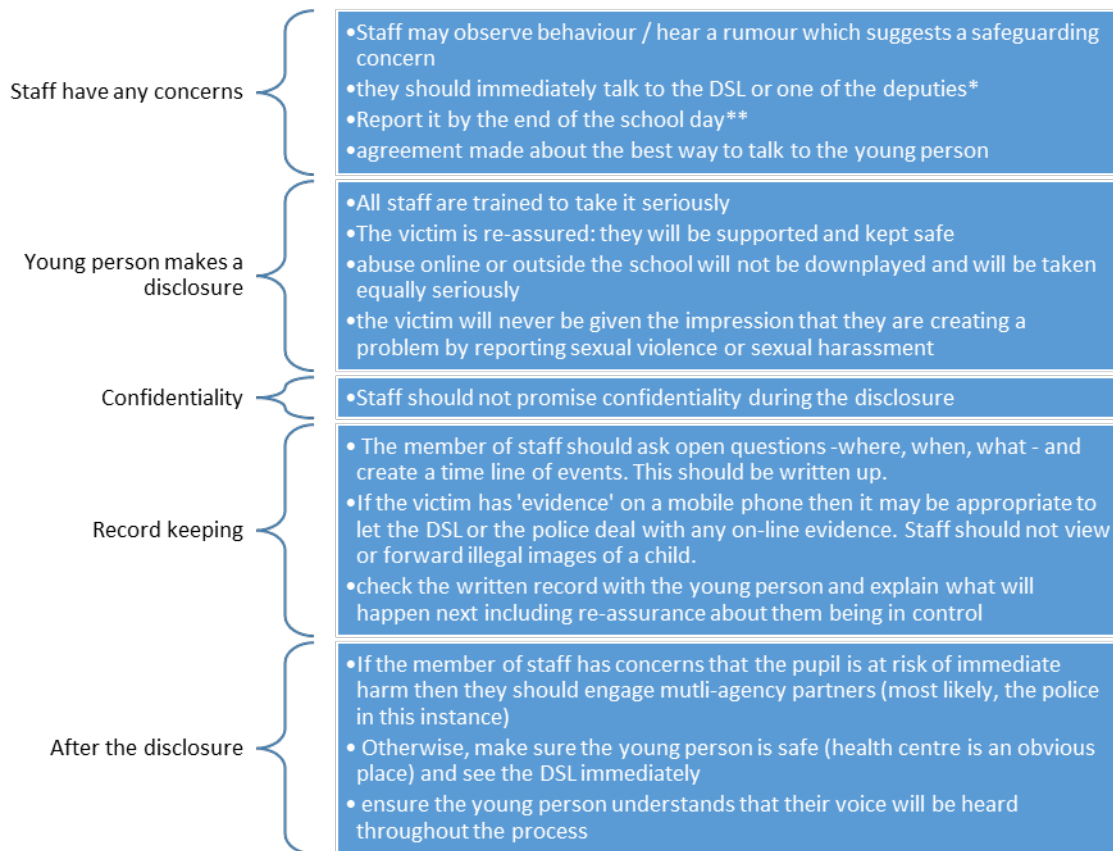 Staff have any concerns
•Staff may observe behaviour / hear a rumour which suggests a safeguarding
concern
•they should immediately talk to the DSL or one of the deputies*
•Report it by the end of the school day**
•agreement made about the best way to talk to the young person
Young person makes a
disclosure
•All staff are trained to take it seriously
•The victim is re-assured: they will be supported and kept safe
•abuse online or outside the school will not be downplayed and will be taken
equally seriously
•the victim will never be given the impression that they are creating a
problem by reporting sexual violence or sexual harassment
Confidentiality
•Staff should not promise confidentiality during the disclosure
Record keeping
• The member of staff should ask open questions -where, when, what - and
create a time line of events. This should be written up.
•If the victim has 'evidence' on a mobile phone then it may be appropriate to
let the DSL or the police deal with any on-line evidence. Staff should not view
or forward illegal images of a child.
•check the written record with the young person and explain what will
happen next including re-assurance about them being in control
After the disclosure
•If the member of staff has concerns that the pupil is at risk of immediate
harm then they should engage mutli-agency partners (most likely, the police
in this instance)
• Otherwise, make sure the young person is safe (health centre is an obvious
place) and see the DSL immediately
• ensure the young person understands that their voice will be heard
throughout the process